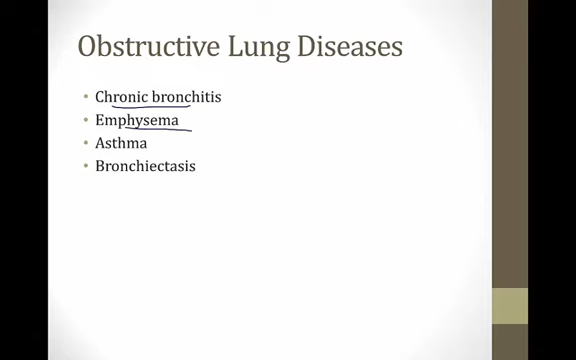 Obstructive Lung Diseases
• Chronic bronchitis
• Emphysema
• Asthma
• Bronchiectasis